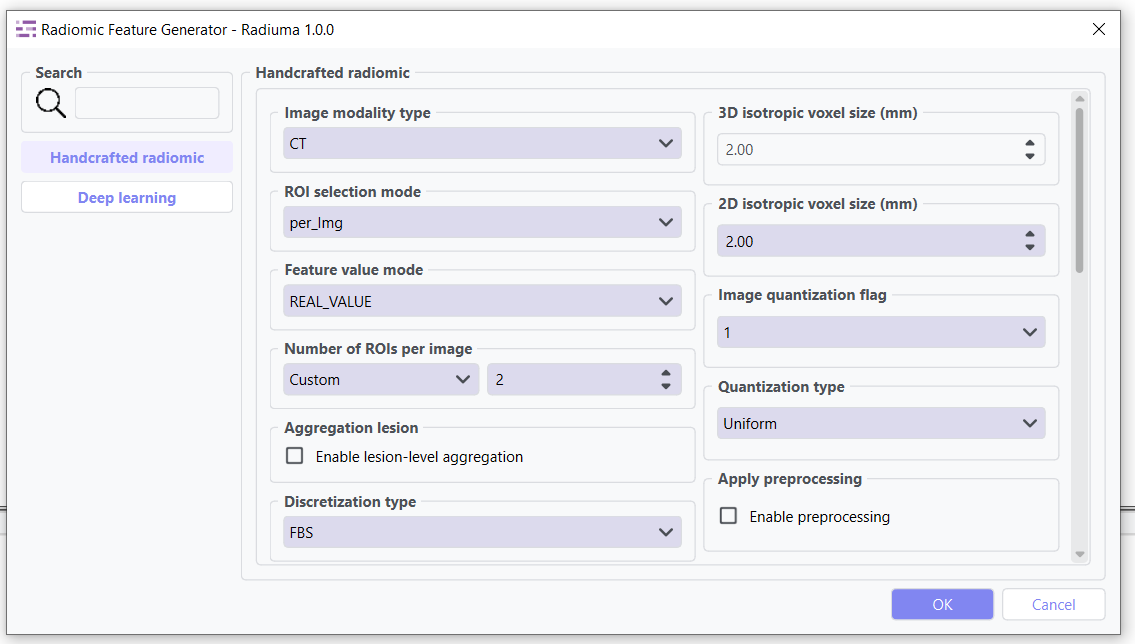 Radiomic Feature Generator - Radiuma 1.0.0
Search
Handcrafted radiomic
Deep learning
Handcrafted radiomic
Image modality type
CT
ROI selection mode
per_Img
Feature value mode
REAL_VALUE
Number of ROIs per image
Custom
2
Aggregation lesion
Enable lesion-level aggregation
Discretization type
FBS
3D isotropic voxel size (mm)
2.00
2D isotropic voxel size (mm)
2.00
Image quantization flag
1
Quantization type
Uniform
Apply preprocessing
Enable preprocessing
OK
Cancel